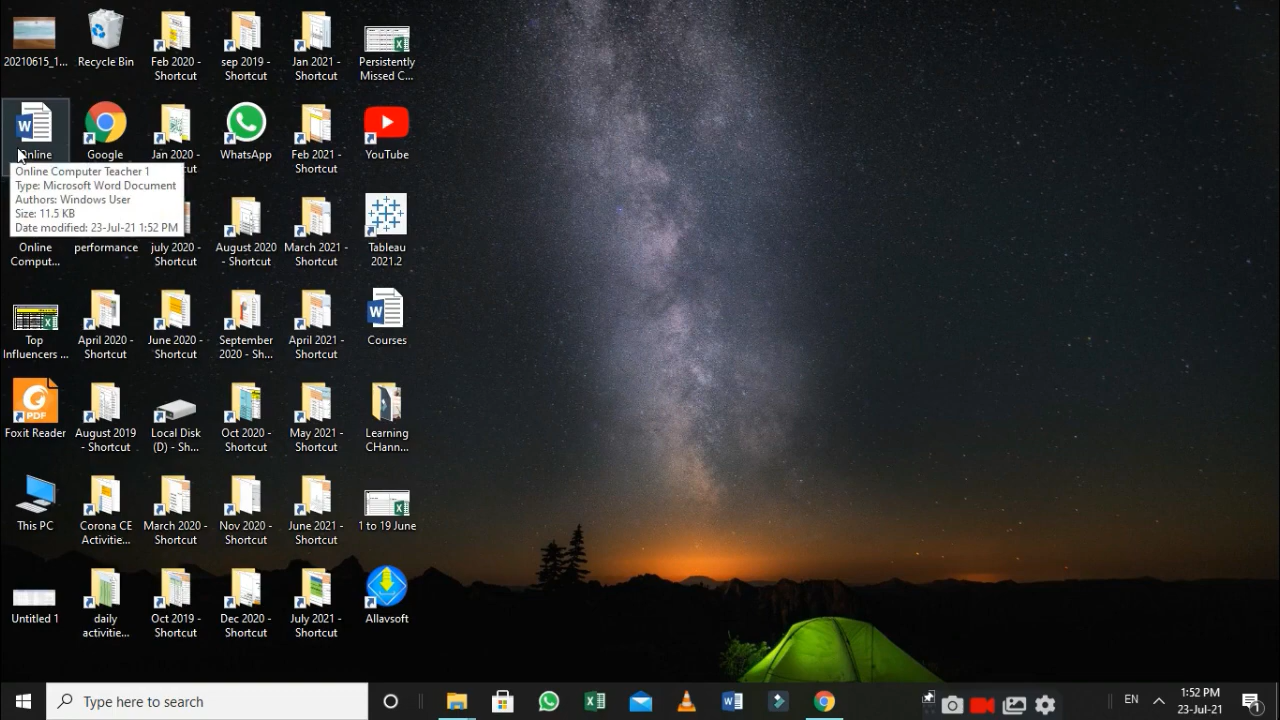 20210615_1...
Recycle Bin
Feb 2020 -
Shortcut
sep 2019 -
Shortcut
Jan 2021 -
Shortcut
Persistently
Missed C...
Online
Google
Jan 2020 -
WhatsApp
Feb 2021 -
Shortcut
YouTube
Online Computer Teacher 1
Type: Microsoft Word Document
Authors: Windows User
Size: 11.5 KB
Date modified: 23-Jul-21 1:52 PM
Online
Comput...
performance
july 2020 -
Shortcut
August 2020
- Shortcut
March 2021 -
Shortcut
Tableau
2021.2
Top
Influencers ...
April 2020 -
Shortcut
June 2020 -
Shortcut
September
2020 - Sh...
April 2021 -
Shortcut
Courses
PDF
Foxit Reader
August 2019
- Shortcut
Local Disk
(D) - Sh...
Oct 2020 -
Shortcut
May 2021 -
Shortcut
Learning
CHann...
This PC
Corona CE
Activitie...
March 2020 -
Shortcut
Nov 2020 -
Shortcut
June 2021 -
Shortcut
1 to 19 June
Untitled 1
daily
activitie...
Oct 2019 -
Shortcut
Dec 2020 -
Shortcut
July 2021 -
Shortcut
Allavsoft
Type here to search
EN
1:52 PM
23-Jul-21
1